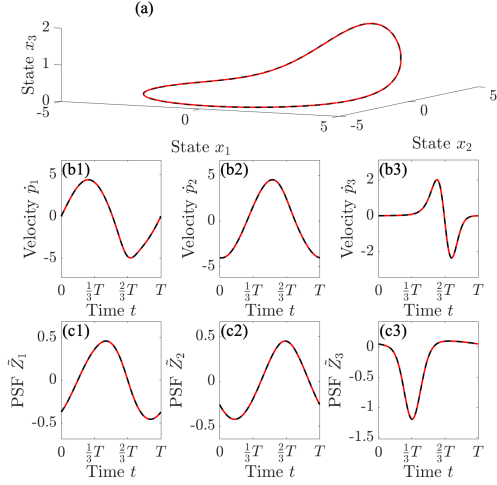 (a)
State x₃
2
1
0
-5
0
5
-5
0
5
State x₁
State x₂
(b1)
Velocity ṗ₁
5
0
-5
0
⅓T
⅔T
T
Time t
(b2)
Velocity ṗ₂
5
0
-5
0
⅓T
⅔T
T
Time t
(b3)
Velocity ṗ₃
2
0
-2
0
⅓T
⅔T
T
Time t
(c1)
PSF Z̃₁
0.5
0
-0.5
0
⅓T
⅔T
T
Time t
(c2)
PSF Z̃₂
0.5
0
-0.5
0
⅓T
⅔T
T
Time t
(c3)
PSF Z̃₃
0
-0.5
-1
-1.5
0
⅓T
⅔T
T
Time t